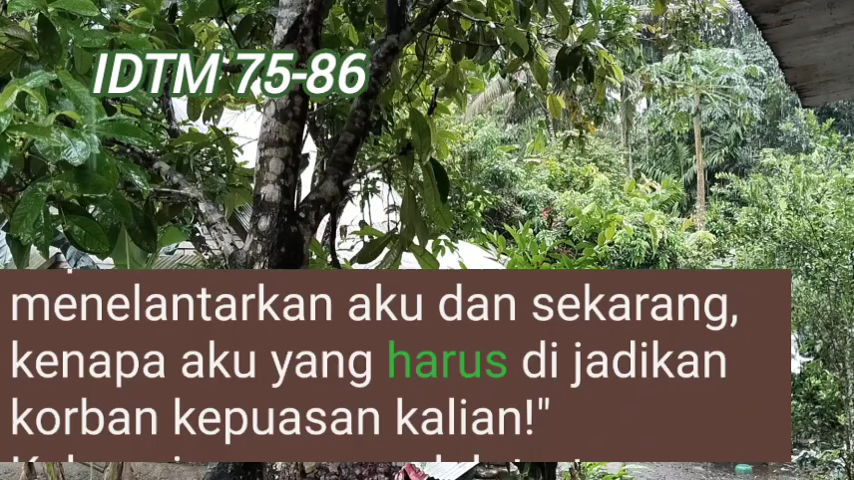 IDTM 75-86
menelantarkan aku dan sekarang,
kenapa aku yang harus di jadikan
korban kepuasan kalian!"